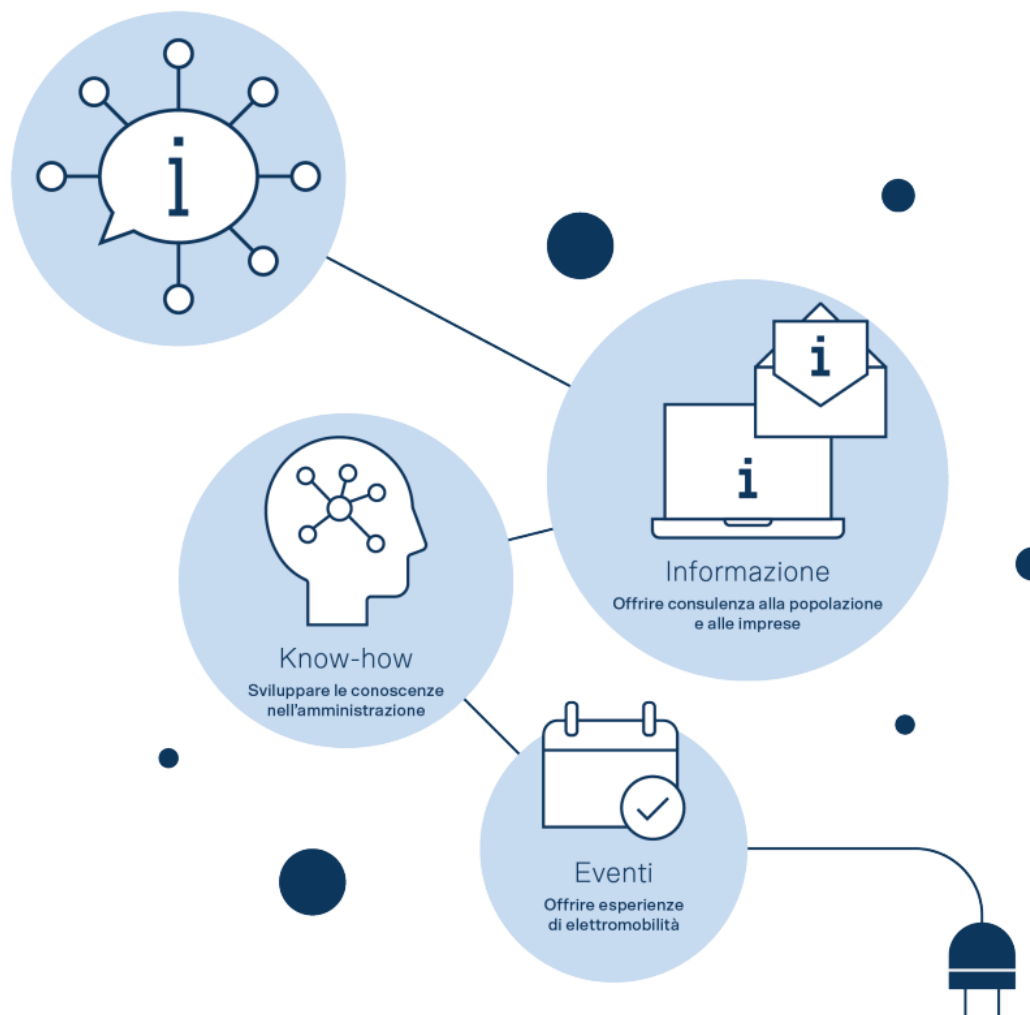 i
i
i
Informazione
Offrire consulenza alla popolazione
e alle imprese
Know-how
Sviluppare le conoscenze
nell'amministrazione
Eventi
Offrire esperienze
di elettromobilità